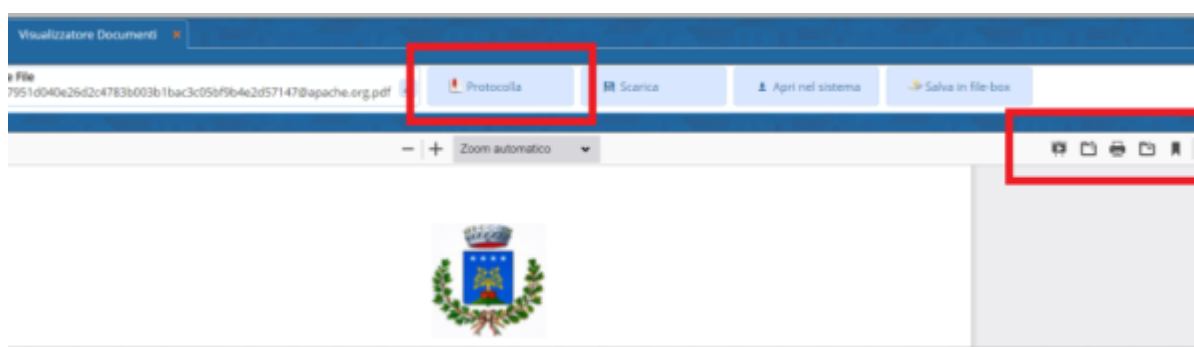 Visualizzatore Documenti
e File
7951d040e26d2c4783b003b1bac3c05bf9b4e2d57147@apache.org.pdf
Protocolla
Scarica
Apri nel sistema
Salva in file-box
Zoom automatico